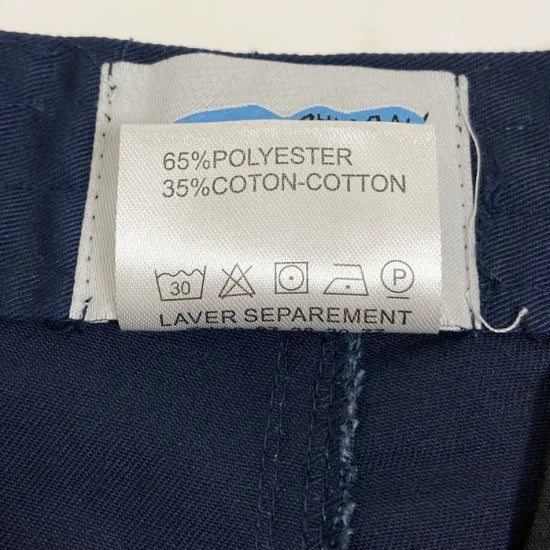 65%POLYESTER
35%COTON-COTTON
30 P
LAVER SEPAREMENT